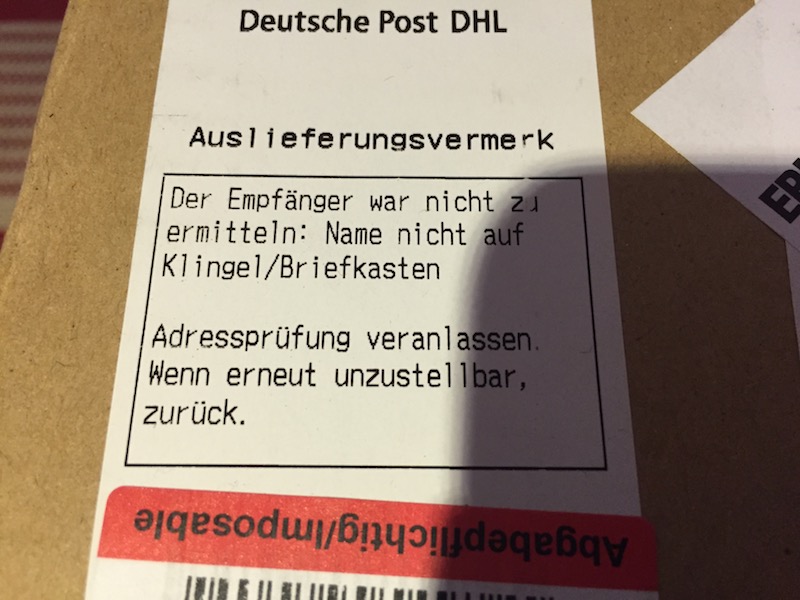 Deutsche Post DHL
Auslieferungsvermerk
Der Empfänger war nicht zu
ermitteln: Name nicht auf
Klingel/Briefkasten
Adressprüfung veranlassen.
Wenn erneut unzustellbar,
zurück.
Abgabepflichtig/Imposable